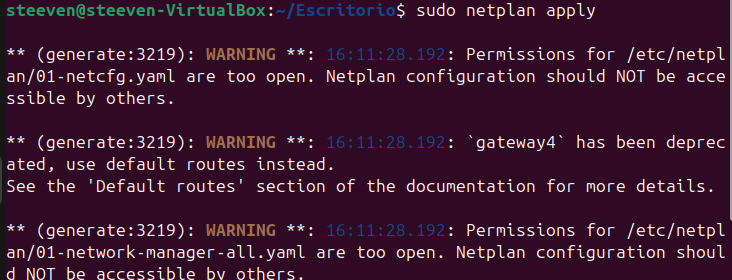 steeven@steeven-VirtualBox:~/Escritorio$ sudo netplan apply
** (generate:3219): WARNING **: 16:11:28.192: Permissions for /etc/netpl
an/01-netcfg.yaml are too open. Netplan configuration should NOT be acce
ssible by others.
** (generate:3219): WARNING **: 16:11:28.192: `gateway4` has been deprec
ated, use default routes instead.
See the 'Default routes' section of the documentation for more details.
** (generate:3219): WARNING **: 16:11:28.192: Permissions for /etc/netpl
an/01-network-manager-all.yaml are too open. Netplan configuration shoul
d NOT be accessible by others.